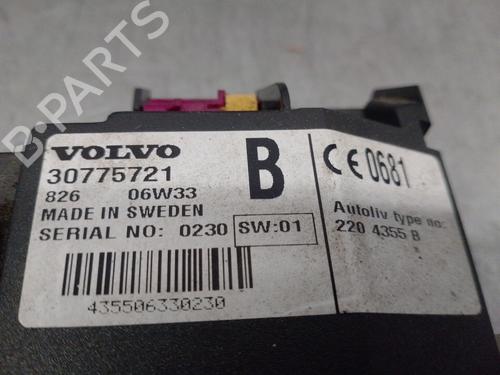 VOLVO
30775721
826 06W33
MADE IN SWEDEN
SERIAL NO: 0230 SW:01
435506330230
B
CE 0681
Autoliv type no:
220 4355 B
B-PARTS